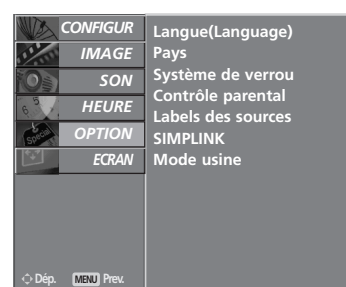 CONFIGUR
IMAGE
SON
HEURE
Special
OPTION
ECRAN
Dép. MENU Prev.
Langue(Language)
Pays
Système de verrou
Contrôle parental
Labels des sources
SIMPLINK
Mode usine